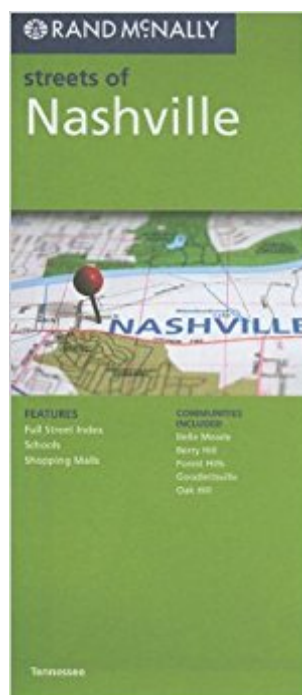 RAND McNALLY
streets of
Nashville
NASHVILLE
FEATURES
Full Street Index
Schools
Shopping Malls
COMMUNITIES
INCLUDED
Belle Meade
Berry Hill
Forest Hills
Goodlettsville
Oak Hill
Tennessee